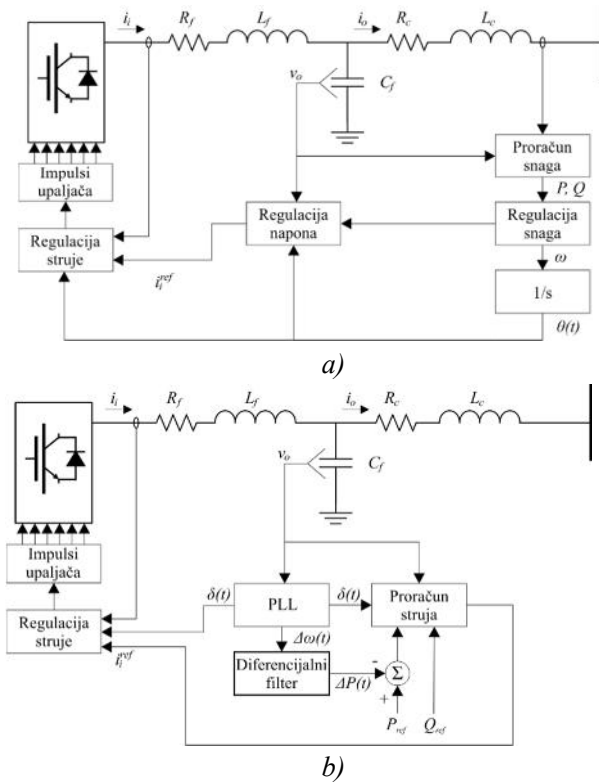 i_i R_f L_f i_o R_c L_c
v_o C_f
Impulsi
upaljača
Proračun
snaga
P, Q
Regulacija
struje
Regulacija
napona
Regulacija
snaga
i_i^ref
ω
1/s
θ(t)
a)
i_i R_f L_f i_o R_c L_c
v_o C_f
Impulsi
upaljača
Regulacija
struje
δ(t)
PLL
δ(t)
Proračun
struja
i_i^ref
Δω(t)
Diferencijalni
filter
ΔP(t)
-
Σ
+
P_ref Q_ref
b)